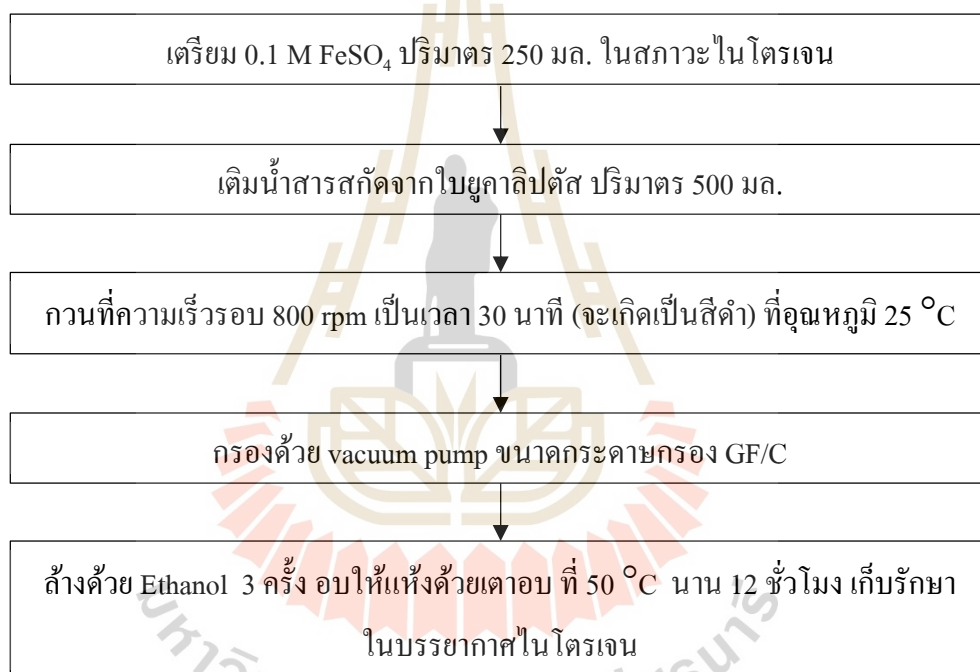 เตรียม 0.1 M FeSO₄ ปริมาตร 250 มล. ในสภาวะไนโตรเจน
เติมน้ำสารสกัดจากใบยูคาลิปตัส ปริมาตร 500 มล.
กวนที่ความเร็วรอบ 800 rpm เป็นเวลา 30 นาที (จะเกิดเป็นสีดำ) ที่อุณหภูมิ 25 °C
กรองด้วย vacuum pump ขนาดกระดาษกรอง GF/C
ล้างด้วย Ethanol 3 ครั้ง อบให้แห้งด้วยเตาอบ ที่ 50 °C นาน 12 ชั่วโมง เก็บรักษา
ในบรรยากาศไนโตรเจน